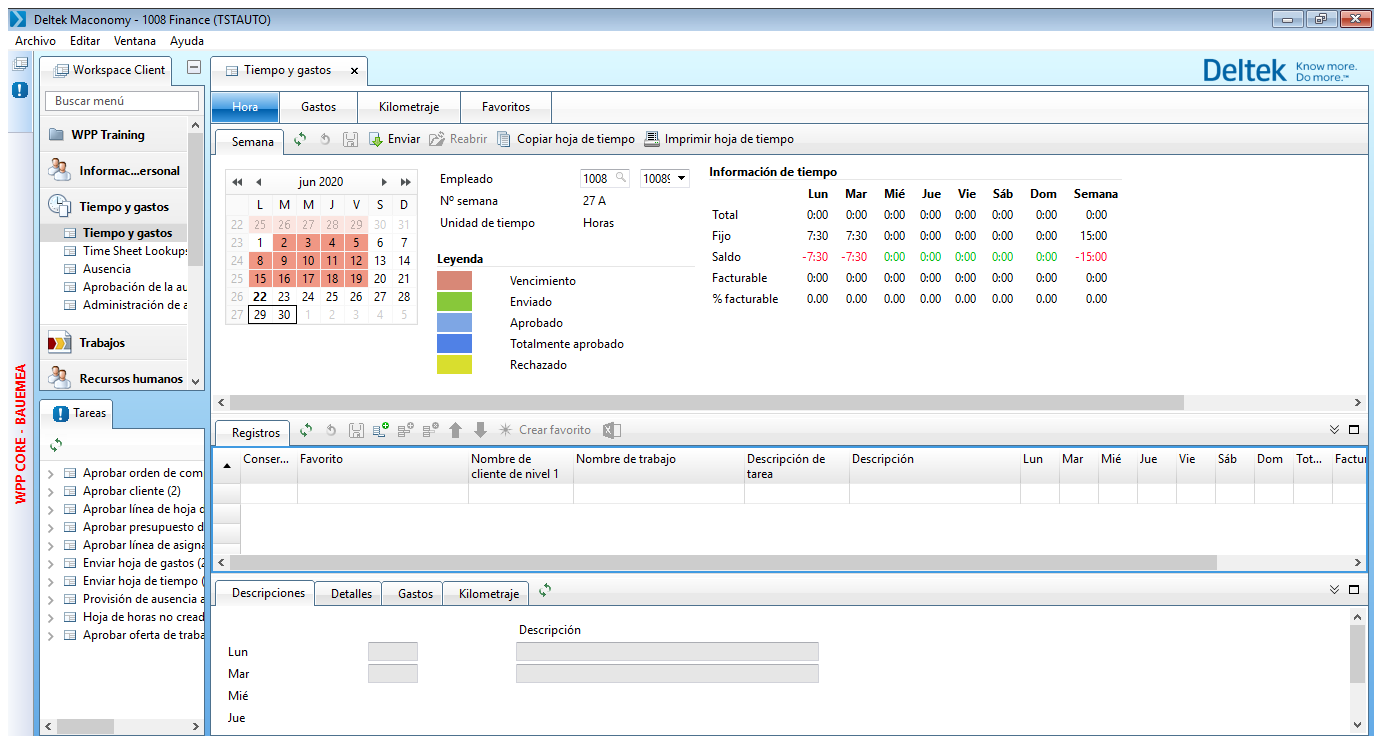 Deltek Maconomy - 1008 Finance (TSTAUTO)
Archivo Editar Ventana Ayuda
WPP CORE - BAUEMEA
Workspace Client
Buscar menú
WPP Training
Informac...ersonal
Tiempo y gastos
Tiempo y gastos
Time Sheet Lookups
Ausencia
Aprobación de la au
Administración de a
Trabajos
Recursos humanos
Tareas
Aprobar orden de com
Aprobar cliente (2)
Aprobar línea de hoja d
Aprobar presupuesto d
Aprobar línea de asigna
Enviar hoja de gastos (2
Enviar hoja de tiempo (
Provisión de ausencia a
Hoja de horas no cread
Aprobar oferta de traba
Tiempo y gastos
Deltek Know more.
Do more.™
Hora Gastos Kilometraje Favoritos
Semana Enviar Reabrir Copiar hoja de tiempo Imprimir hoja de tiempo
jun 2020
L M M J V S D
22 25 26 27 28 29 30 31
23 1 2 3 4 5 6 7
24 8 9 10 11 12 13 14
25 15 16 17 18 19 20 21
26 22 23 24 25 26 27 28
27 29 30 1 2 3 4 5
Empleado 1008 1008
Nº semana 27 A
Unidad de tiempo Horas
Leyenda
Vencimiento
Enviado
Aprobado
Totalmente aprobado
Rechazado
Información de tiempo
Lun Mar Mié Jue Vie Sáb Dom Semana
Total 0:00 0:00 0:00 0:00 0:00 0:00 0:00 0:00
Fijo 7:30 7:30 0:00 0:00 0:00 0:00 0:00 15:00
Saldo -7:30 -7:30 0:00 0:00 0:00 0:00 0:00 -15:00
Facturable 0:00 0:00 0:00 0:00 0:00 0:00 0:00 0:00
% facturable 0.00 0.00 0.00 0.00 0.00 0.00 0.00 0.00
Registros Crear favorito
Conser... Favorito Nombre de cliente de nivel 1 Nombre de trabajo Descripción de tarea Descripción Lun Mar Mié Jue Vie Sáb Dom Tot... Factur
Descripciones Detalles Gastos Kilometraje
Descripción
Lun
Mar
Mié
Jue